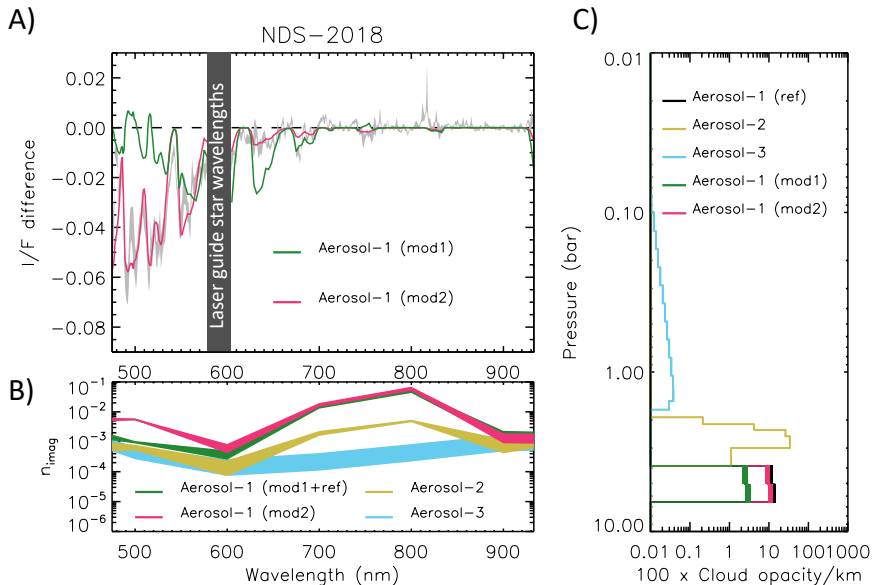 A)
NDS-2018
I/F difference
0.02
0.00
-0.02
-0.04
-0.06
-0.08
Laser guide star wavelengths
Aerosol-1 (mod1)
Aerosol-1 (mod2)
500 600 700 800 900
B)
n_imag
10⁻¹
10⁻²
10⁻³
10⁻⁴
10⁻⁵
10⁻⁶
Aerosol-1 (mod1+ref) Aerosol-2
Aerosol-1 (mod2) Aerosol-3
500 600 700 800 900
Wavelength (nm)
C)
Pressure (bar)
0.01
0.10
1.00
10.00
Aerosol-1 (ref)
Aerosol-2
Aerosol-3
Aerosol-1 (mod1)
Aerosol-1 (mod2)
0.01 0.1 1 10 1001000
100 x Cloud opacity/km